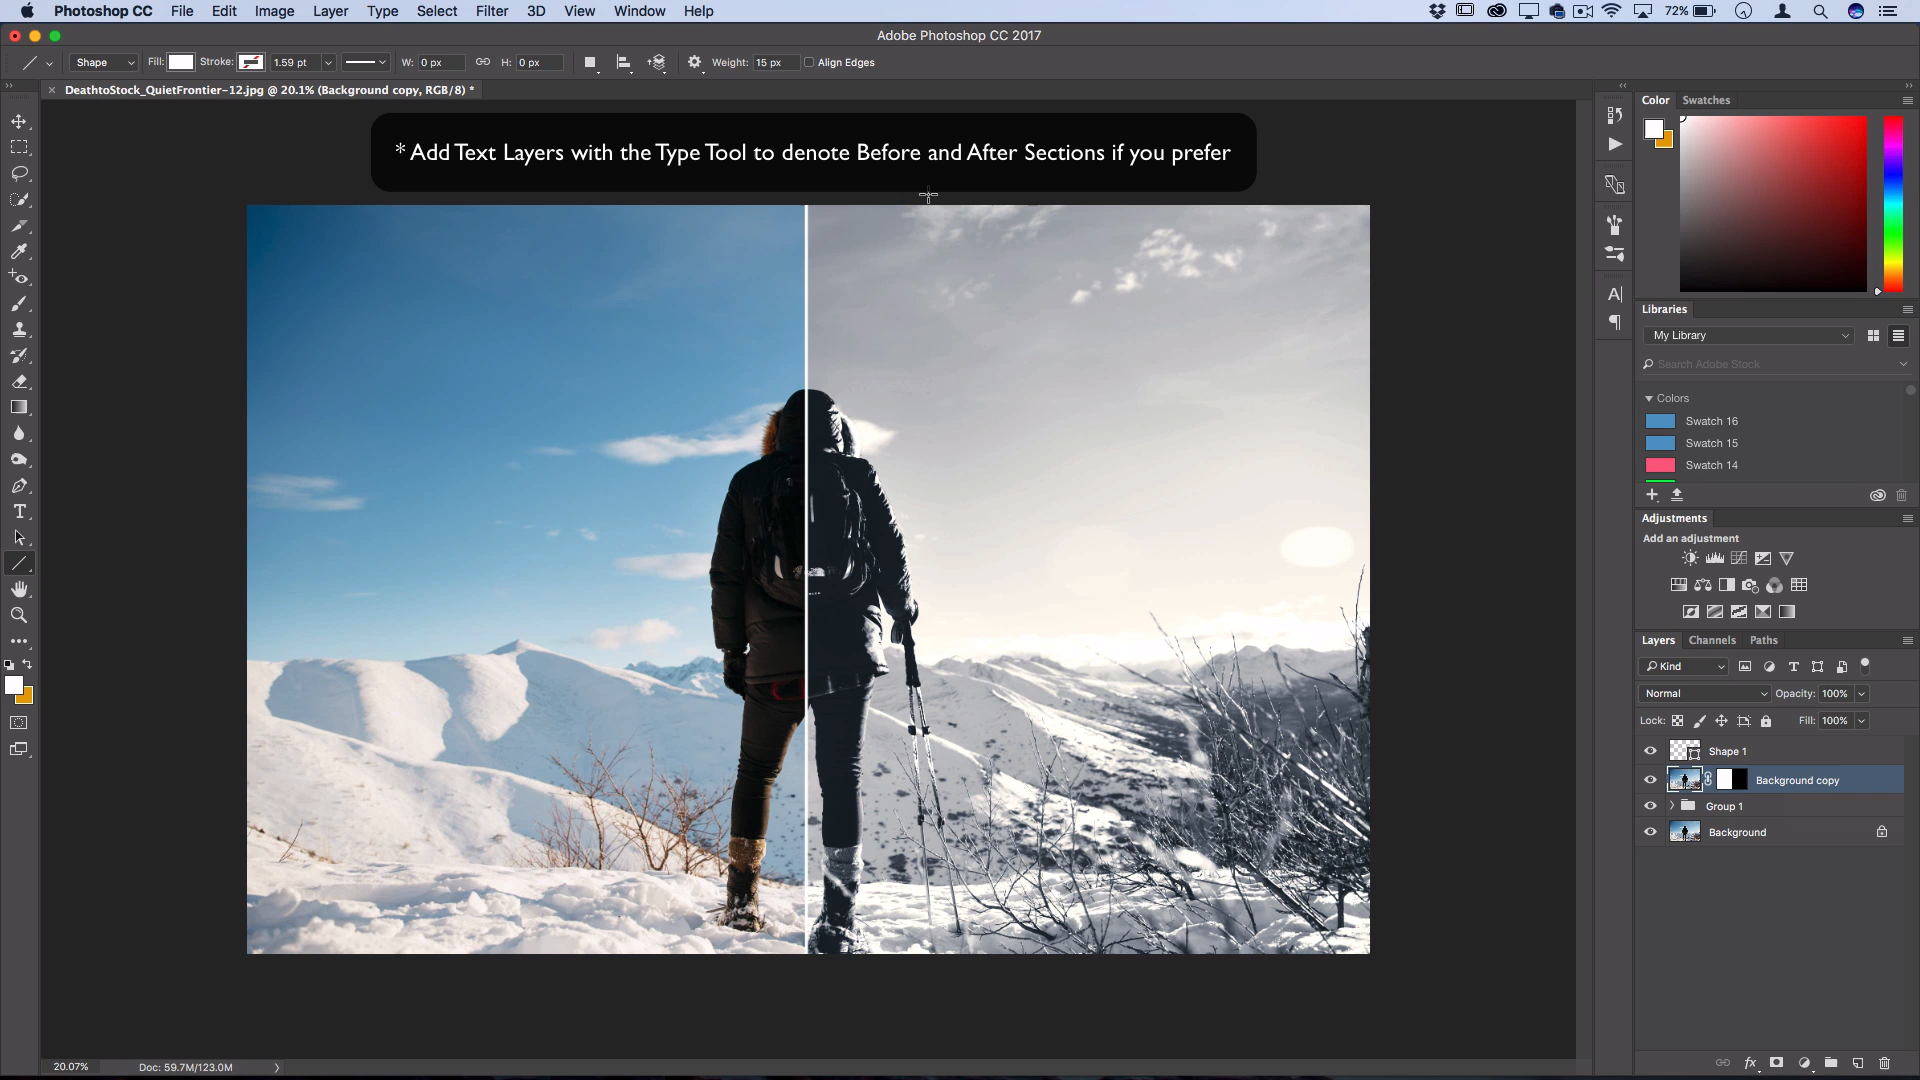 Photoshop CC File Edit Image Layer Type Select Filter 3D View Window Help 72%
Adobe Photoshop CC 2017
Shape Fill: Stroke: 1.59 pt W: 0 px H: 0 px Weight: 15 px Align Edges
DeathtoStock_QuietFrontier-12.jpg @ 20.1% (Background copy, RGB/8) *
* Add Text Layers with the Type Tool to denote Before and After Sections if you prefer
Color Swatches
Libraries
My Library
Search Adobe Stock
Colors
Swatch 16
Swatch 15
Swatch 14
Adjustments
Add an adjustment
Layers Channels Paths
Kind
Normal Opacity: 100%
Lock: Fill: 100%
Shape 1
Background copy
Group 1
Background
20.07% Doc: 59.7M/123.0M
fx